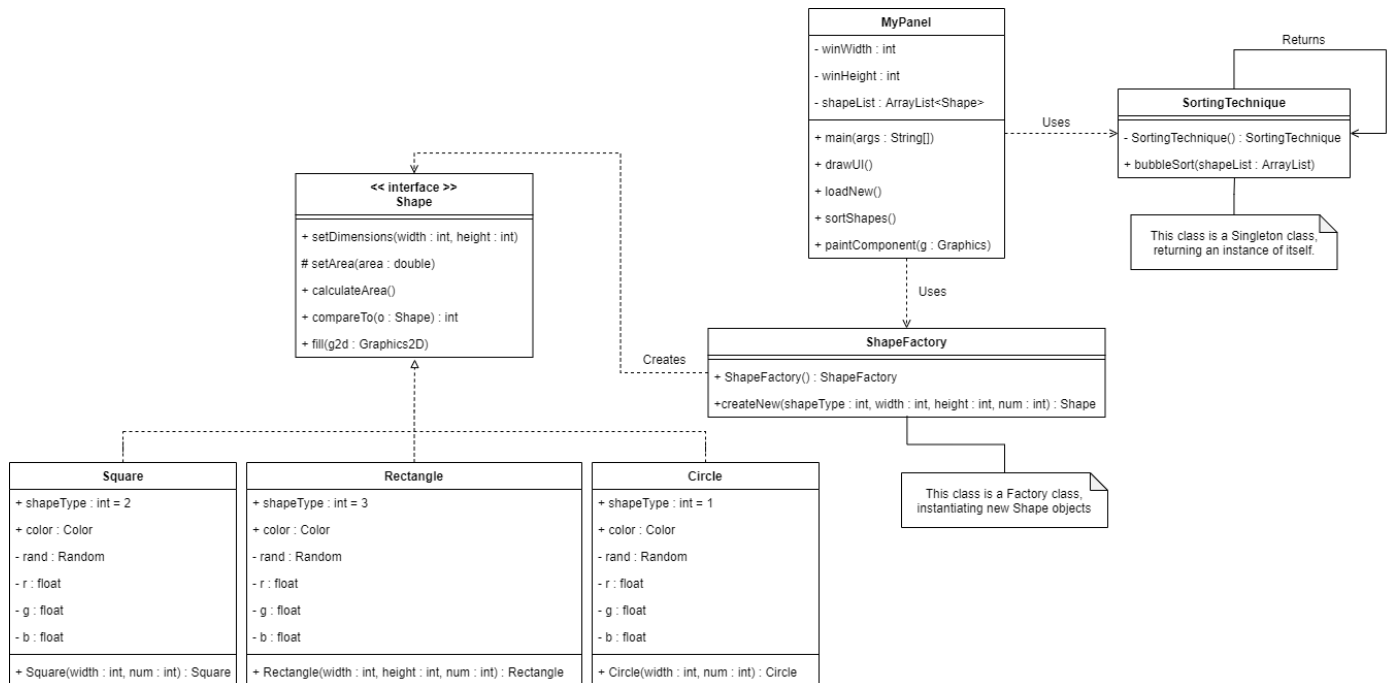 MyPanel
- winWidth : int
- winHeight : int
- shapeList : ArrayList<Shape>
+ main(args : String[])
+ drawUI()
+ loadNew()
+ sortShapes()
+ paintComponent(g : Graphics)
Uses
Returns
SortingTechnique
- SortingTechnique() : SortingTechnique
+ bubbleSort(shapeList : ArrayList)
This class is a Singleton class,
returning an instance of itself.
<< interface >>
Shape
+ setDimensions(width : int, height : int)
# setArea(area : double)
+ calculateArea()
+ compareTo(o : Shape) : int
+ fill(g2d : Graphics2D)
Uses
Creates
ShapeFactory
+ ShapeFactory() : ShapeFactory
+createNew(shapeType : int, width : int, height : int, num : int) : Shape
This class is a Factory class,
instantiating new Shape objects
Square
+ shapeType : int = 2
+ color : Color
- rand : Random
- r : float
- g : float
- b : float
+ Square(width : int, num : int) : Square
Rectangle
+ shapeType : int = 3
+ color : Color
- rand : Random
- r : float
- g : float
- b : float
+ Rectangle(width : int, height : int, num : int) : Rectangle
Circle
+ shapeType : int = 1
+ color : Color
- rand : Random
- r : float
- g : float
- b : float
+ Circle(width : int, num : int) : Circle